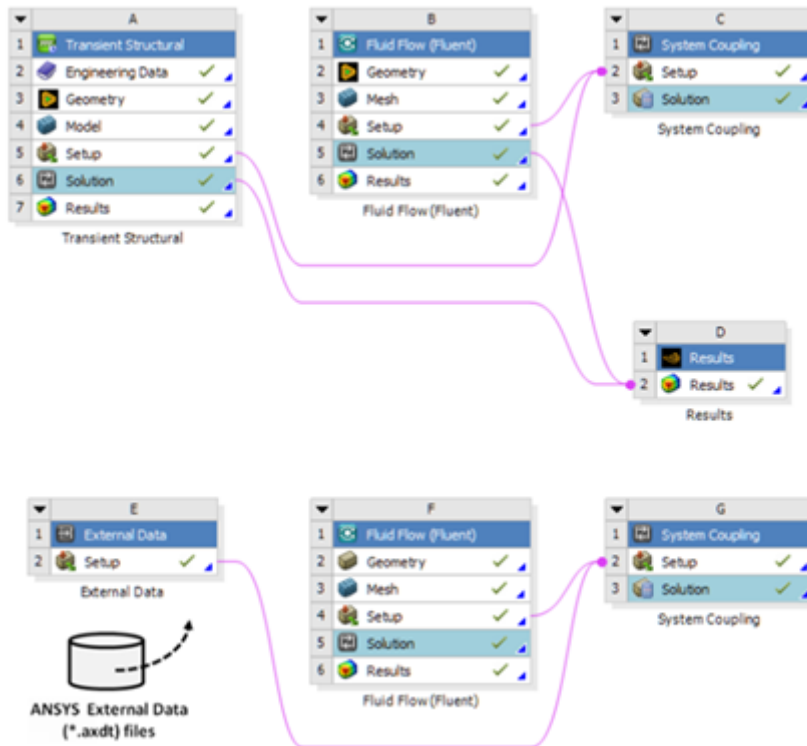 A
1 Transient Structural
2 Engineering Data
3 Geometry
4 Model
5 Setup
6 Solution
7 Results
Transient Structural
B
1 Fluid Flow (Fluent)
2 Geometry
3 Mesh
4 Setup
5 Solution
6 Results
Fluid Flow (Fluent)
C
1 System Coupling
2 Setup
3 Solution
System Coupling
D
1 Results
2 Results
Results
E
1 External Data
2 Setup
External Data
ANSYS External Data
(*.axdt) files
F
1 Fluid Flow (Fluent)
2 Geometry
3 Mesh
4 Setup
5 Solution
6 Results
Fluid Flow (Fluent)
G
1 System Coupling
2 Setup
3 Solution
System Coupling